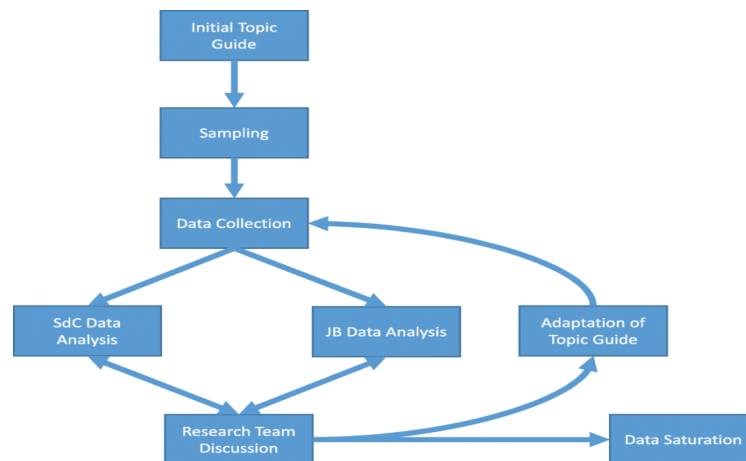 Initial Topic
Guide
Sampling
Data Collection
SdC Data
Analysis
JB Data Analysis
Adaptation of
Topic Guide
Research Team
Discussion
Data Saturation